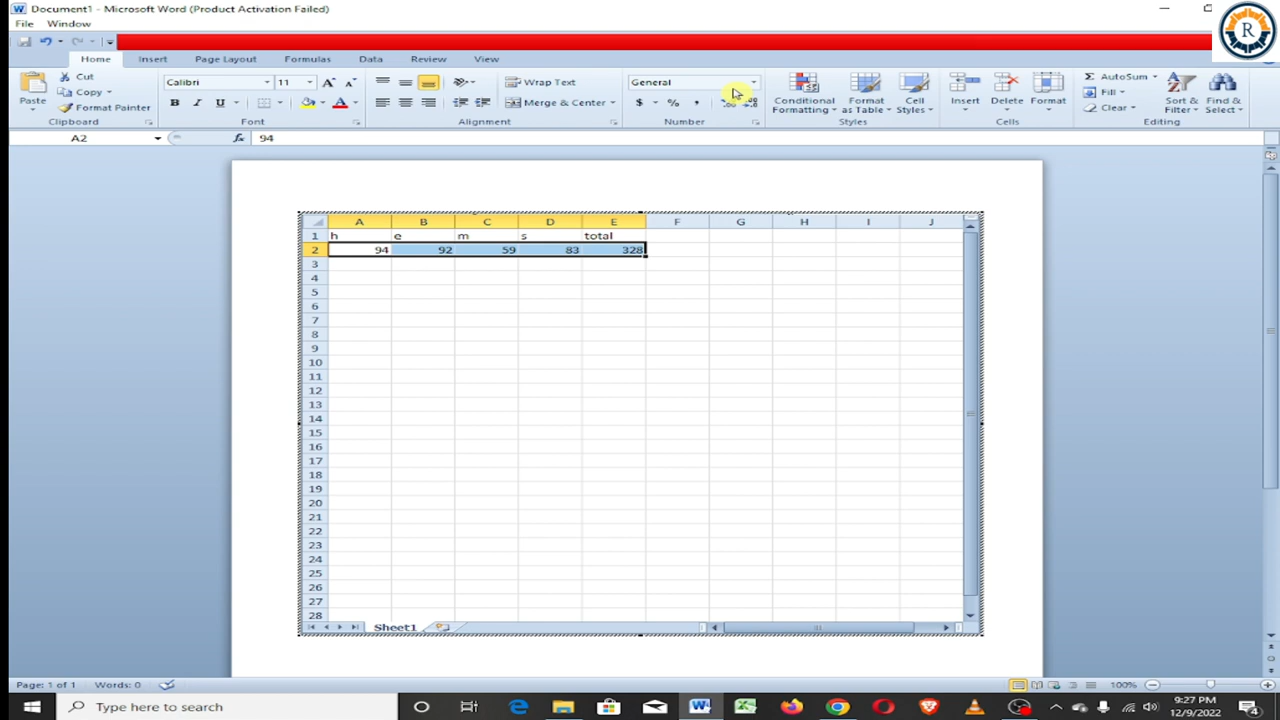 Document1 - Microsoft Word (Product Activation Failed)
File Window
Home Insert Page Layout Formulas Data Review View
Paste Cut Copy Format Painter Clipboard
Calibri 11 B I U A Font
Wrap Text Merge & Center Alignment
General $ % , Number
Conditional Formatting Format as Table Cell Styles Styles
Insert Delete Format Cells
Σ AutoSum Fill Clear Sort & Filter Find & Select Editing
R
A2 fx 94
A B C D E F G H I J
1 h e m s total
2 94 92 59 83 328
3
4
5
6
7
8
9
10
11
12
13
14
15
16
17
18
19
20
21
22
23
24
25
26
27
28
Sheet1
Page: 1 of 1 Words: 0 100%
Type here to search
9:27 PM
12/9/2022
4